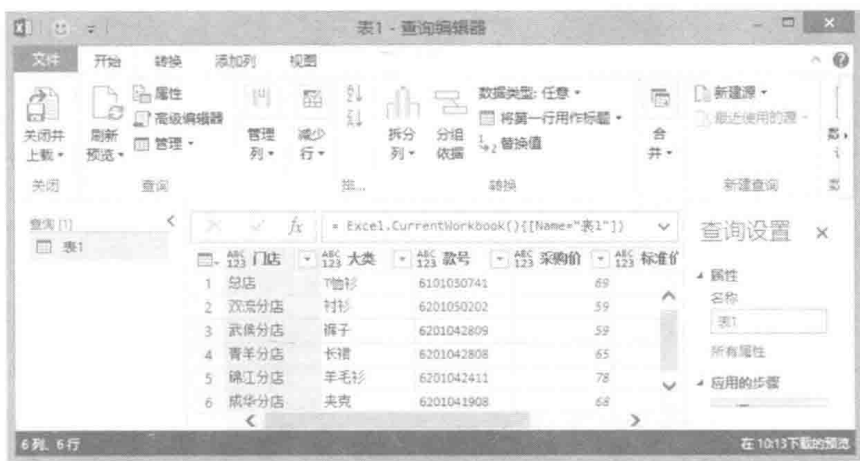 表1 - 查询编辑器
文件 开始 转换 添加列 视图
关闭并上载
刷新预览
属性
高级编辑器
管理
管理列
减少行
拆分列
分组依据
数据类型: 任意
将第一行用作标题
替换值
合并
新建源
最近使用的源
关闭 查询 排... 转换 新建查询
查询 [1]
表1
fx = Excel.CurrentWorkbook(){[Name="表1"]}
ABC123 门店 ABC123 大类 ABC123 款号 ABC123 采购价 ABC123 标准价
1 总店 T恤衫 6101030741 69
2 双流分店 衬衫 6201050202 59
3 武侯分店 裤子 6201042809 59
4 青羊分店 长裙 6201042808 65
5 锦江分店 羊毛衫 6201042411 78
6 成华分店 夹克 6201041908 68
查询设置
属性
名称
表1
所有属性
应用的步骤
6列、6行
在 10:13下载的预览